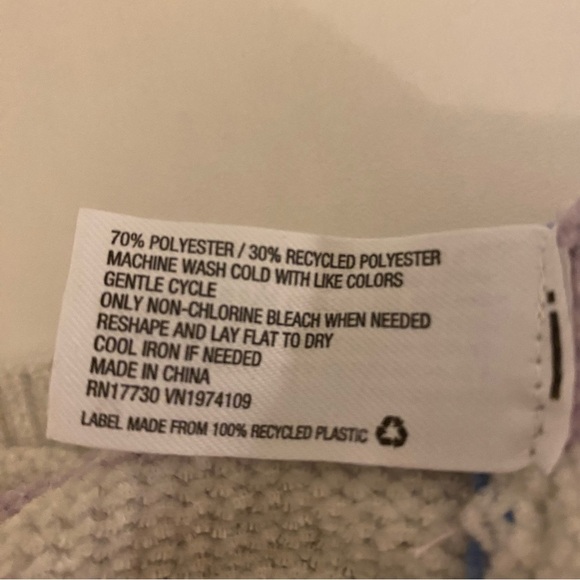 70% POLYESTER / 30% RECYCLED POLYESTER
MACHINE WASH COLD WITH LIKE COLORS
GENTLE CYCLE
ONLY NON-CHLORINE BLEACH WHEN NEEDED
RESHAPE AND LAY FLAT TO DRY
COOL IRON IF NEEDED
MADE IN CHINA
RN17730 VN1974109
LABEL MADE FROM 100% RECYCLED PLASTIC